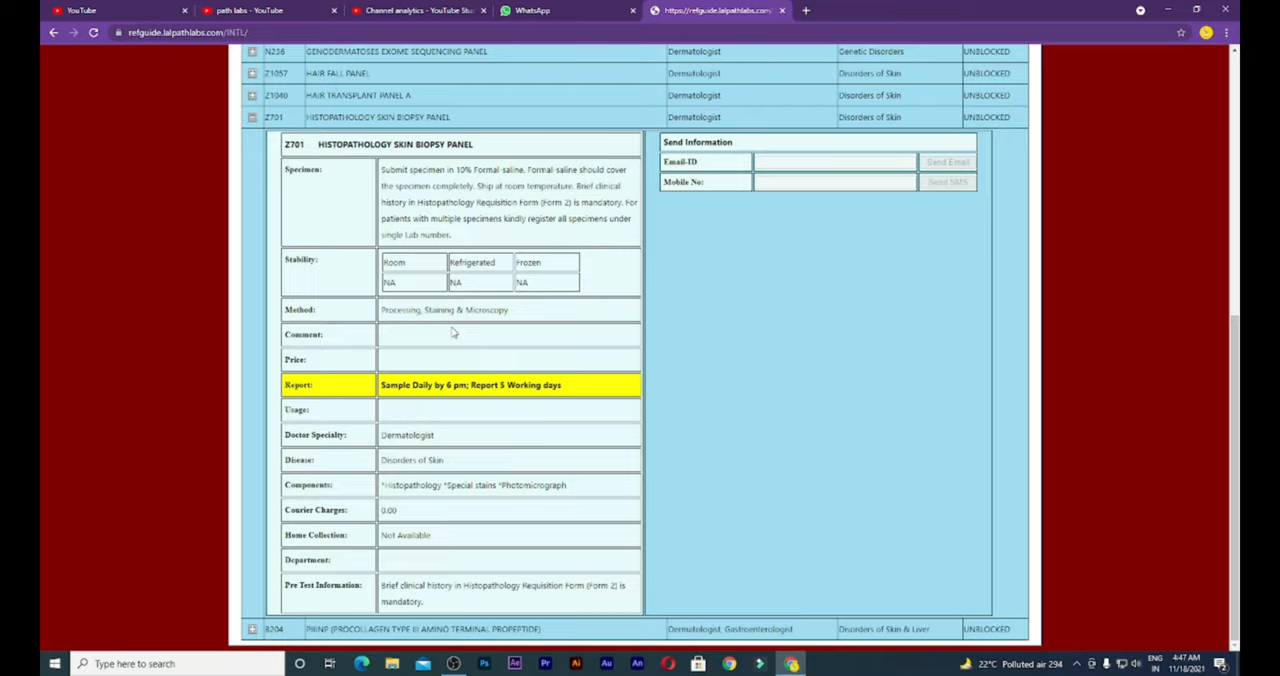 YouTube
path labs - YouTube
Channel analytics - YouTube Stu
WhatsApp
https://refguide.lalpathlabs.com/
refguide.lalpathlabs.com/INTL/
N236 GENODERMATOSES EXOME SEQUENCING PANEL Dermatologist Genetic Disorders UNBLOCKED
Z1057 HAIR FALL PANEL Dermatologist Disorders of Skin UNBLOCKED
Z1040 HAIR TRANSPLANT PANEL A Dermatologist Disorders of Skin UNBLOCKED
Z701 HISTOPATHOLOGY SKIN BIOPSY PANEL Dermatologist Disorders of Skin UNBLOCKED
Z701 HISTOPATHOLOGY SKIN BIOPSY PANEL
Specimen: Submit specimen in 10% Formal-saline. Formal-saline should cover
the specimen completely. Ship at room temperature. Brief clinical
history in Histopathology Requisition Form (Form 2) is mandatory. For
patients with multiple specimens kindly register all specimens under
single Lab number.
Stability: Room Refrigerated Frozen
NA NA NA
Method: Processing, Staining & Microscopy
Comment:
Price:
Report: Sample Daily by 6 pm; Report 5 Working days
Usage:
Doctor Specialty: Dermatologist
Disease: Disorders of Skin
Components: *Histopathology *Special stains *Photomicrograph
Courier Charges: 0.00
Home Collection: Not Available
Department:
Pre Test Information: Brief clinical history in Histopathology Requisition Form (Form 2) is
mandatory.
Send Information
Email-ID Send Email
Mobile No: Send SMS
B204 PIIINP (PROCOLLAGEN TYPE III AMINO TERMINAL PROPEPTIDE) Dermatologist, Gastroenterologist Disorders of Skin & Liver UNBLOCKED
Type here to search
Ps Ae Pr Ai Au An
22°C Polluted air 294
ENG
IN
4:47 AM
11/18/2021
2